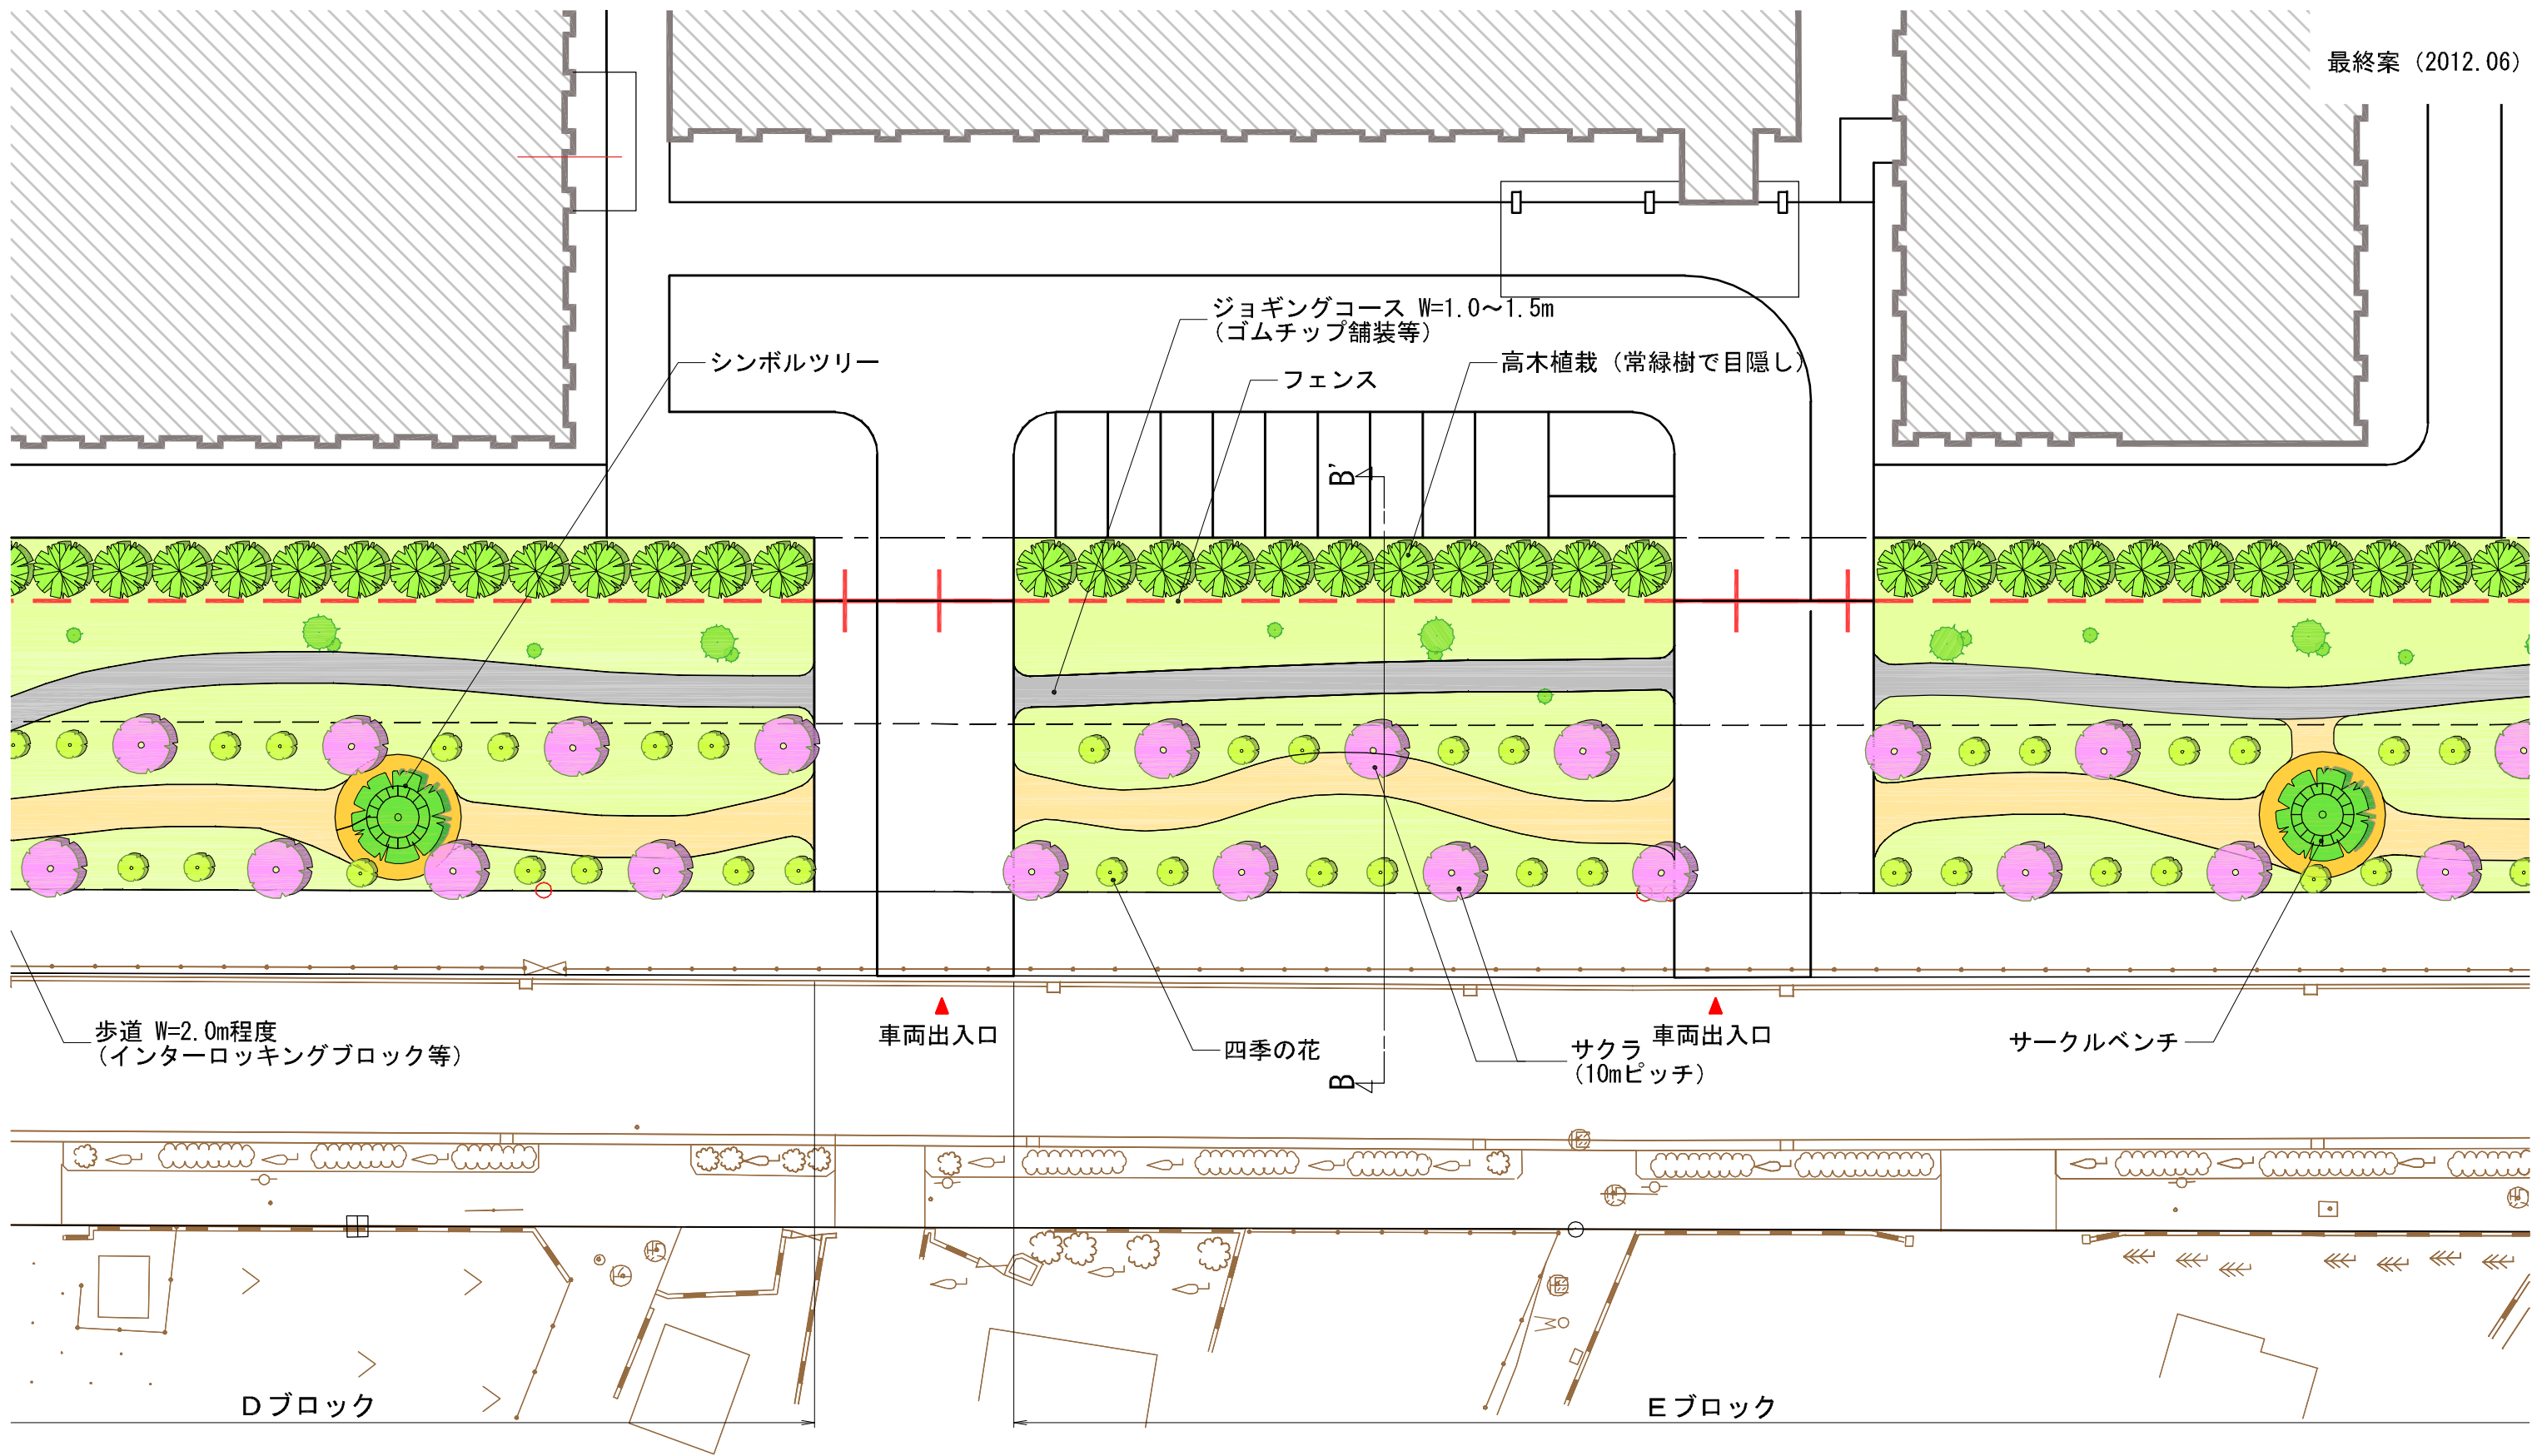 最終案（2012.06）
ジョギングコース W=1.0～1.5m
（ゴムチップ舗装等）
シンボルツリー
フェンス
高木植栽（常緑樹で目隠し）
B'
歩道 W=2.0m程度
（インターロッキングブロック等）
車両出入口
四季の花
B
サクラ
（10mピッチ）
車両出入口
サークルベンチ
Ｄブロック
Ｅブロック